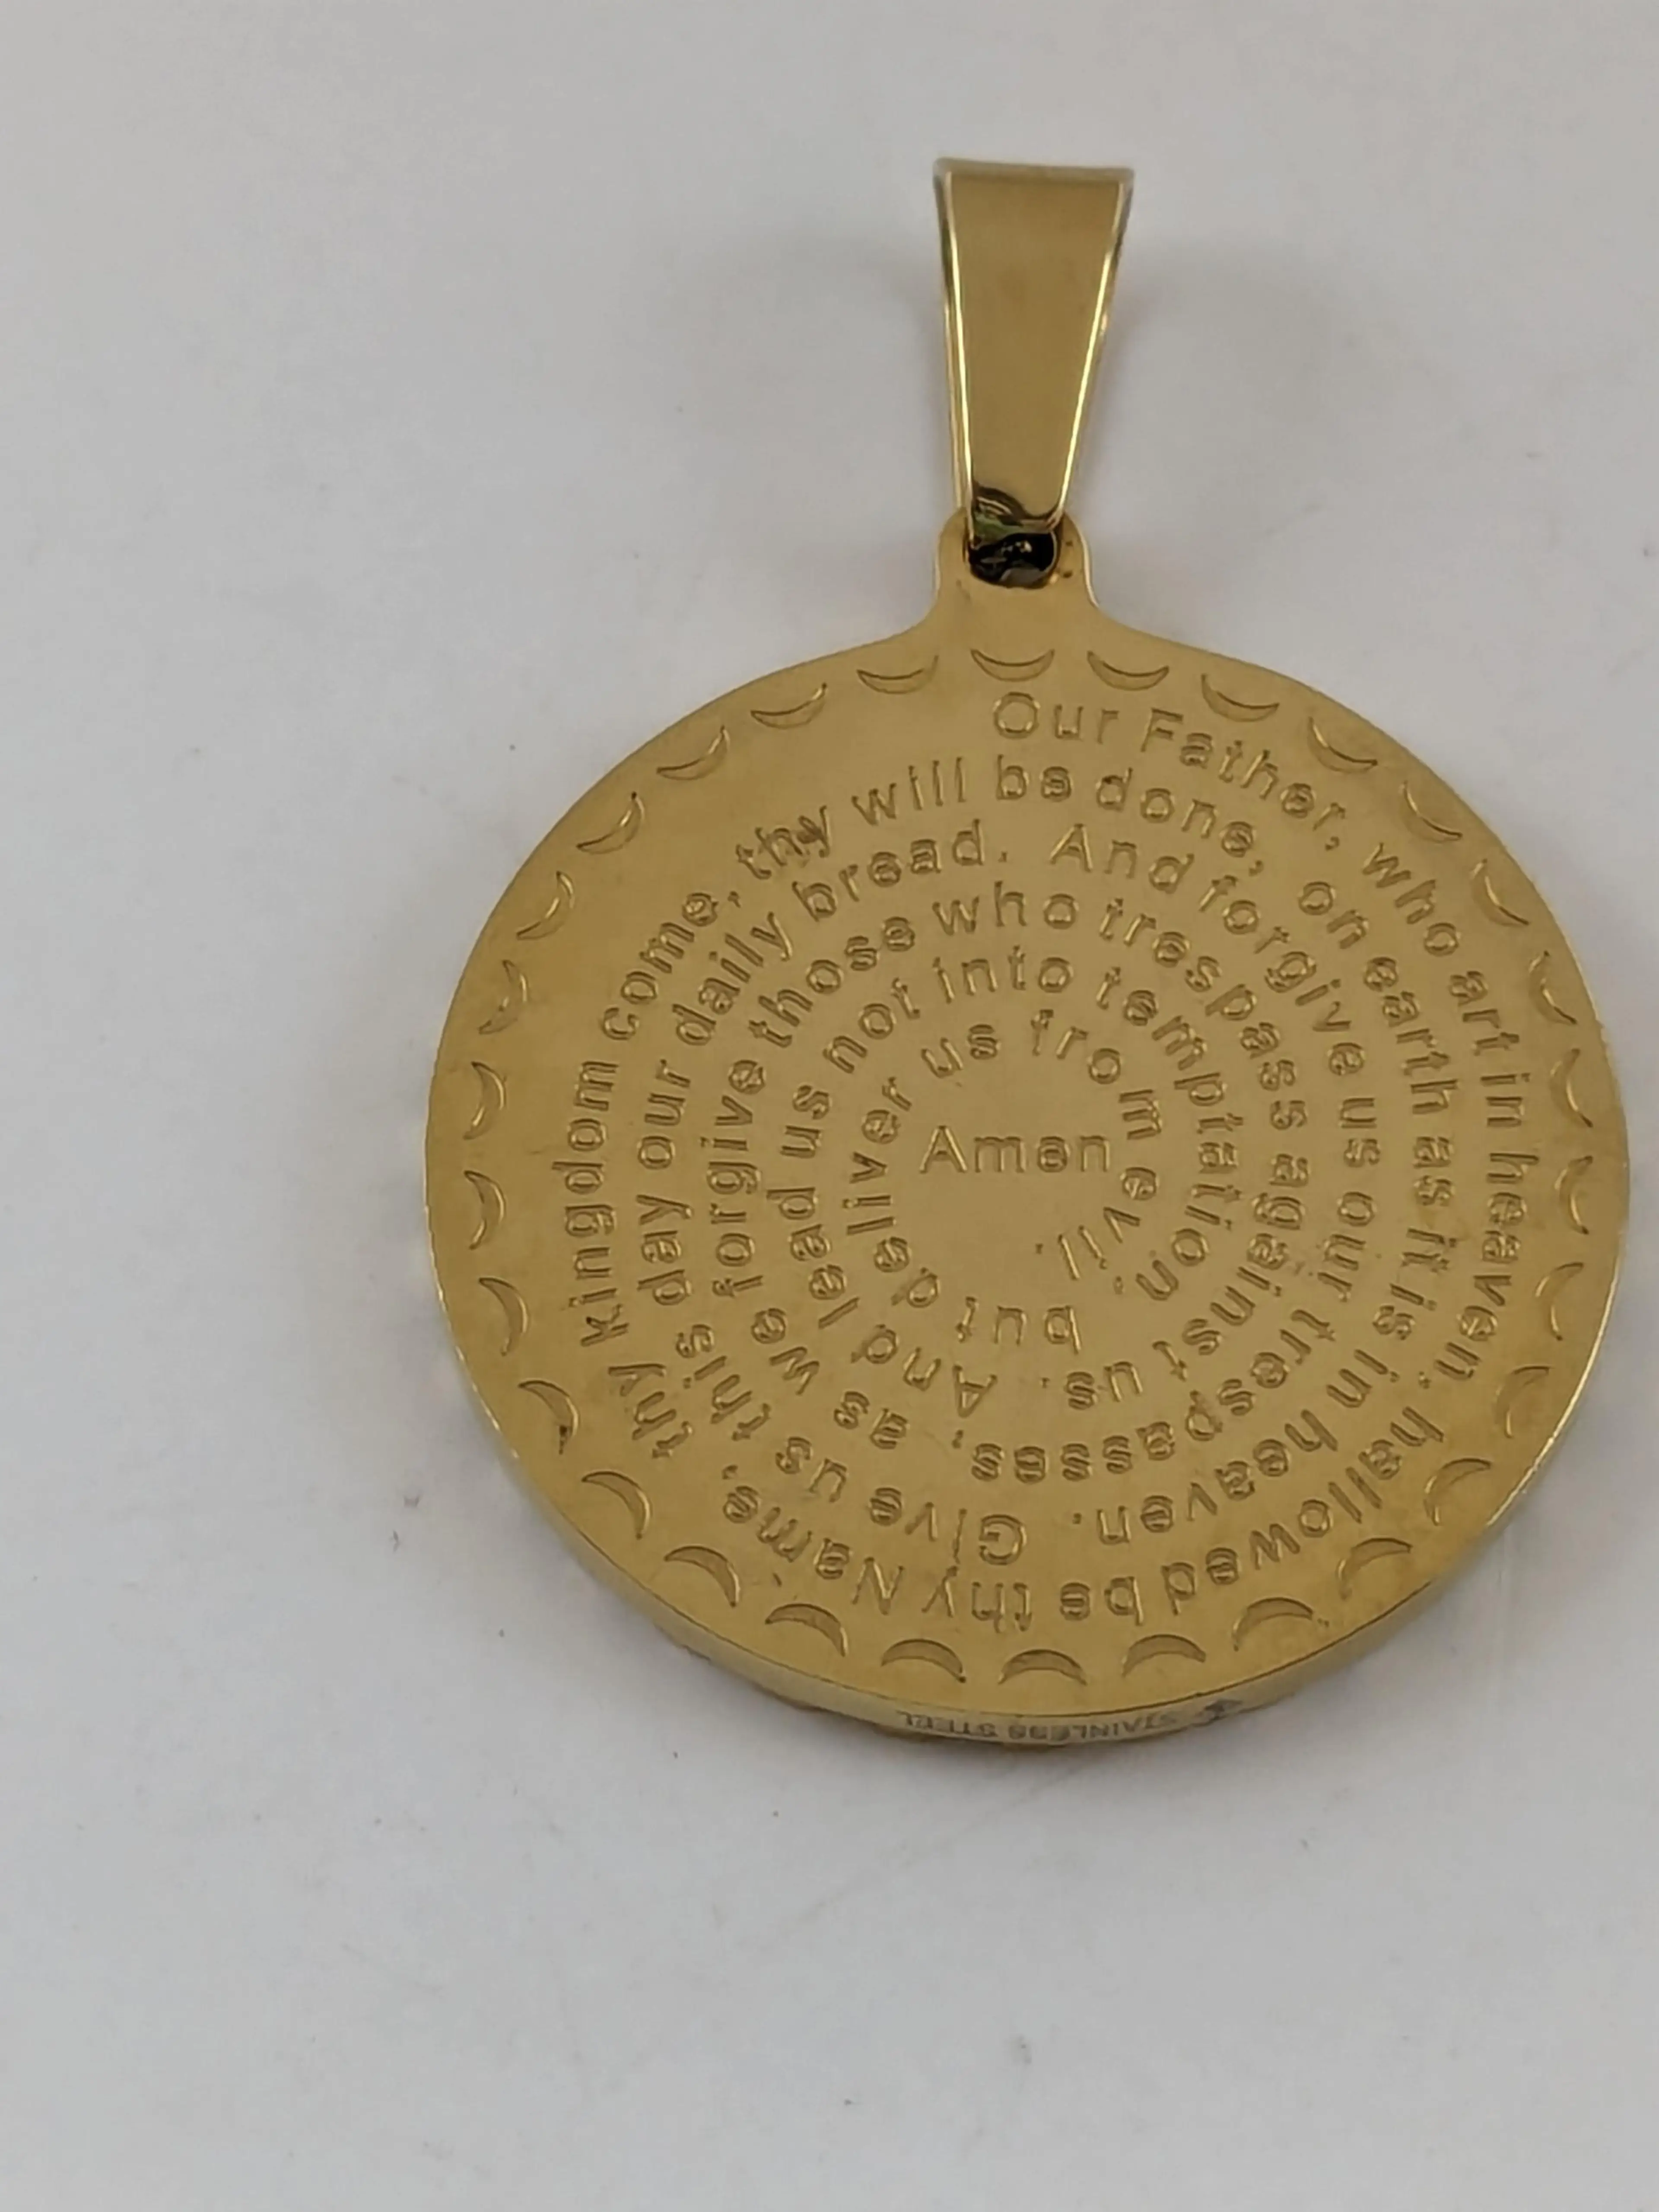 Our Father, who art in heaven, hallowed be thy Name, thy kingdom come, thy will be done, on earth as it is in heaven. Give us this day our daily bread. And forgive us our trespasses, as we forgive those who trespass against us. And lead us not into temptation, but deliver us from evil.
Amen
STAINLESS STEEL